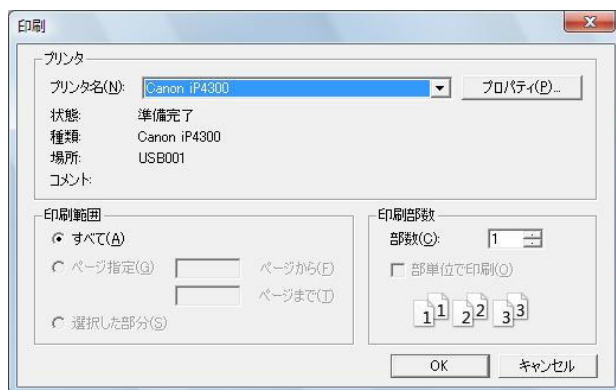 印刷
プリンタ
プリンタ名(N): Canon iP4300 プロパティ(P)...
状態: 準備完了
種類: Canon iP4300
場所: USB001
コメント:
印刷範囲
すべて(A)
ページ指定(G) ページから(F)
ページまで(T)
選択した部分(S)
印刷部数
部数(C): 1
部単位で印刷(O)
1 1 2 2 3 3
OK キャンセル